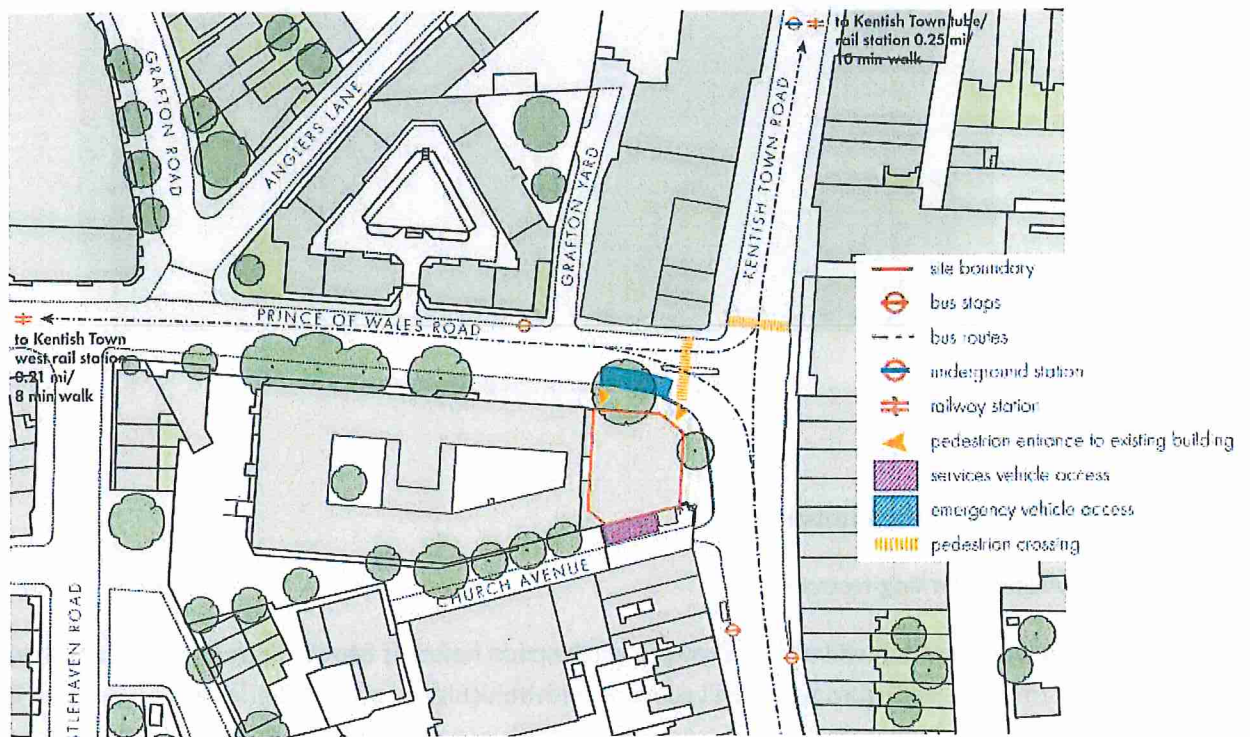 to Kentish Town tube/
rail station 0.25 mi/
10 min walk
GRAFTON ROAD
ANGLERS LANE
GRAFTON YARD
KENTISH TOWN ROAD
PRINCE OF WALES ROAD
to Kentish Town
west rail station
0.21 mi/
8 min walk
site boundary
bus stops
bus routes
underground station
railway station
pedestrian entrance to existing building
services vehicle access
emergency vehicle access
pedestrian crossing
CHURCH AVENUE
STLEHAVEN ROAD